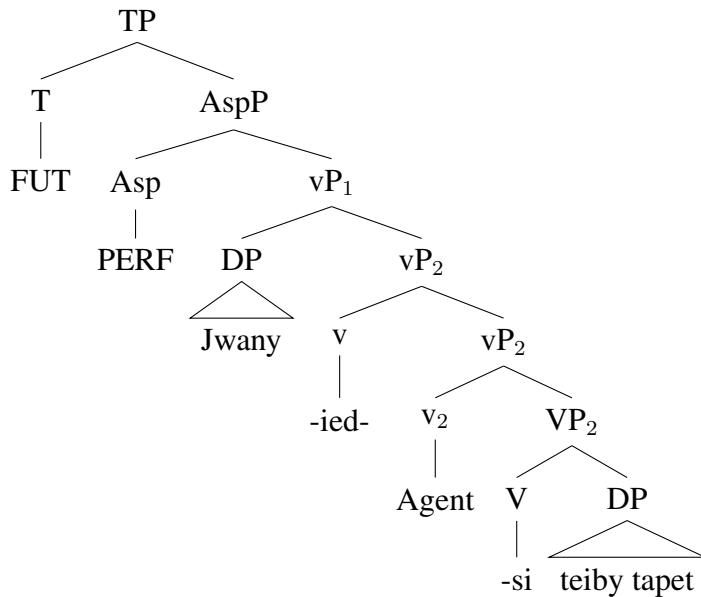 TP
T AspP
FUT Asp vP₁
PERF DP vP₂
Jwany v vP₂
-ied- v₂ VP₂
Agent V DP
-si teiby tapet